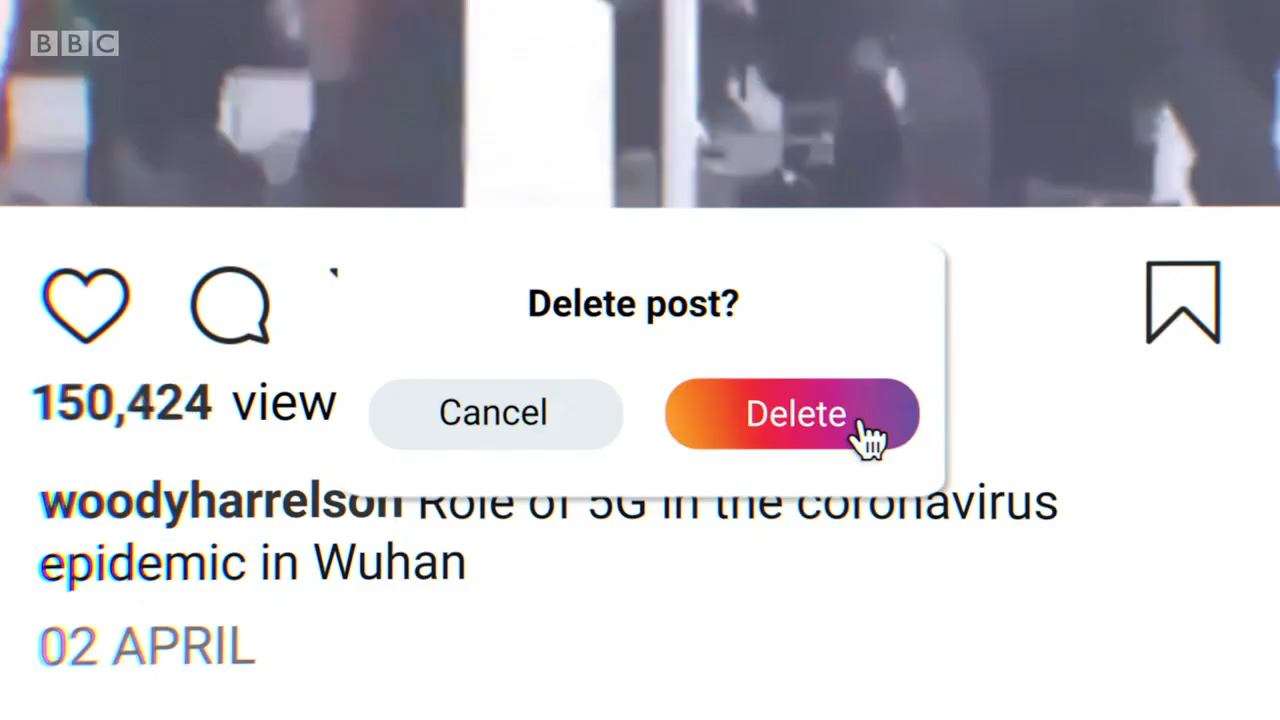 BBC
Delete post?
Cancel Delete
150,424 view
woodyharrelson Role of 5G in the coronavirus
epidemic in Wuhan
02 APRIL